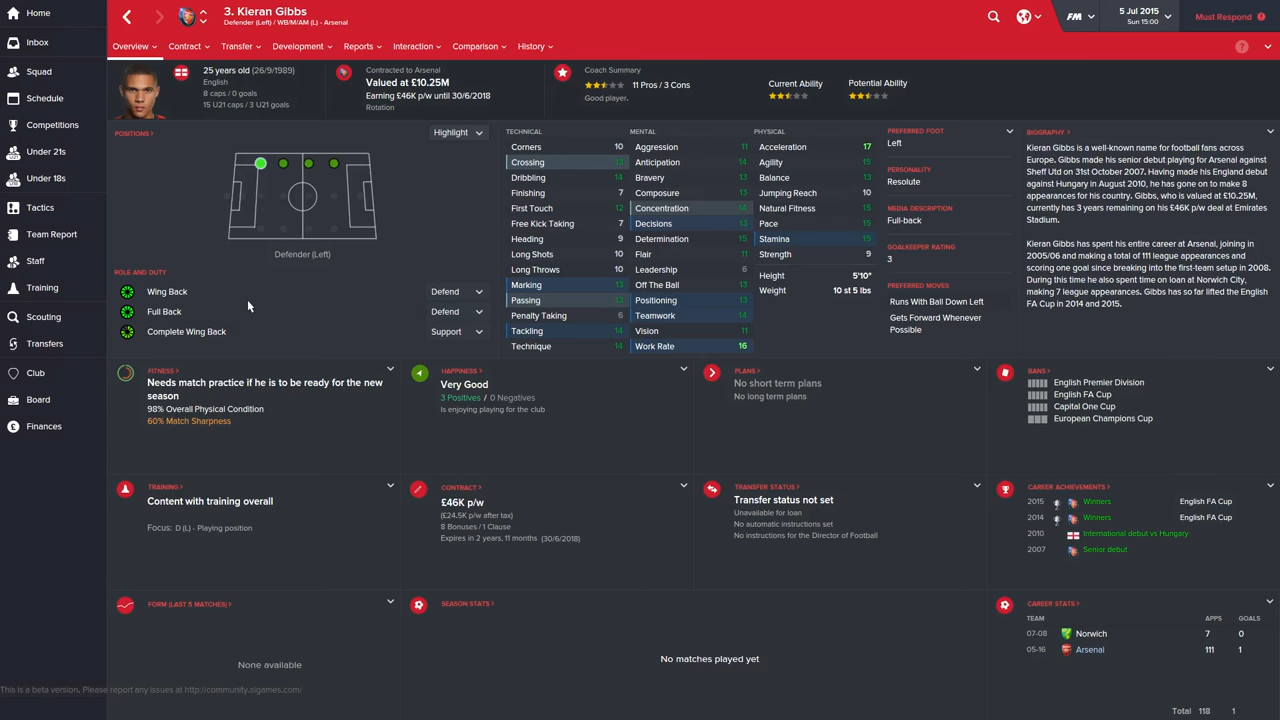 Home
Inbox
Squad
Schedule
Competitions
U21
Under 21s
U18
Under 18s
Tactics
Team Report
Staff
Training
Scouting
Transfers
Club
Board
Finances
3. Kieran Gibbs
Defender (Left) / WB/M/AM (L) - Arsenal
FM
5 Jul 2015
Sun 15:00
Must Respond
Overview
Contract
Transfer
Development
Reports
Interaction
Comparison
History
25 years old (26/9/1989)
English
8 caps / 0 goals
15 U21 caps / 3 U21 goals
Contracted to Arsenal
Valued at £10.25M
Earning £46K p/w until 30/6/2018
Rotation
Coach Summary
11 Pros / 3 Cons
Good player.
Current Ability
Potential Ability
POSITIONS >
Highlight
Defender (Left)
ROLE AND DUTY
Wing Back Defend
Full Back Defend
Complete Wing Back Support
TECHNICAL
Corners 10
Crossing 13
Dribbling 14
Finishing 7
First Touch 12
Free Kick Taking 7
Heading 9
Long Shots 10
Long Throws 10
Marking 13
Passing 13
Penalty Taking 6
Tackling 14
Technique 14
MENTAL
Aggression 11
Anticipation 14
Bravery 13
Composure 13
Concentration 14
Decisions 13
Determination 15
Flair 11
Leadership 6
Off The Ball 13
Positioning 13
Teamwork 14
Vision 11
Work Rate 16
PHYSICAL
Acceleration 17
Agility 15
Balance 13
Jumping Reach 10
Natural Fitness 15
Pace 15
Stamina 15
Strength 9
Height 5'10"
Weight 10 st 5 lbs
PREFERRED FOOT
Left
PERSONALITY
Resolute
MEDIA DESCRIPTION
Full-back
GOALKEEPER RATING
3
PREFERRED MOVES
Runs With Ball Down Left
Gets Forward Whenever
Possible
BIOGRAPHY >
Kieran Gibbs is a well-known name for football fans across
Europe. Gibbs made his senior debut playing for Arsenal against
Sheff Utd on 31st October 2007. Having made his England debut
against Hungary in August 2010, he has gone on to make 8
appearances for his country. Gibbs, who is valued at £10.25M,
currently has 3 years remaining on his £46K p/w deal at Emirates
Stadium.
Kieran Gibbs has spent his entire career at Arsenal, joining in
2005/06 and making a total of 111 league appearances and
scoring one goal since breaking into the first-team setup in 2008.
During this time he also spent time on loan at Norwich City,
making 7 league appearances. Gibbs has so far lifted the English
FA Cup in 2014 and 2015.
FITNESS >
Needs match practice if he is to be ready for the new
season
98% Overall Physical Condition
60% Match Sharpness
HAPPINESS >
Very Good
3 Positives / 0 Negatives
Is enjoying playing for the club
PLANS >
No short term plans
No long term plans
BANS >
English Premier Division
English FA Cup
Capital One Cup
European Champions Cup
TRAINING >
Content with training overall
Focus: D (L) - Playing position
CONTRACT >
£46K p/w
(£24.5K p/w after tax)
8 Bonuses / 1 Clause
Expires in 2 years, 11 months (30/6/2018)
TRANSFER STATUS >
Transfer status not set
Unavailable for loan
No automatic instructions set
No instructions for the Director of Football
CAREER ACHIEVEMENTS >
2015 Winners English FA Cup
2014 Winners English FA Cup
2010 International debut vs Hungary
2007 Senior debut
FORM (LAST 5 MATCHES) >
None available
SEASON STATS >
No matches played yet
CAREER STATS >
TEAM APPS GOALS
07-08 Norwich 7 0
05-16 Arsenal 111 1
Total 118 1
This is a beta version. Please report any issues at http://community.sigames.com/